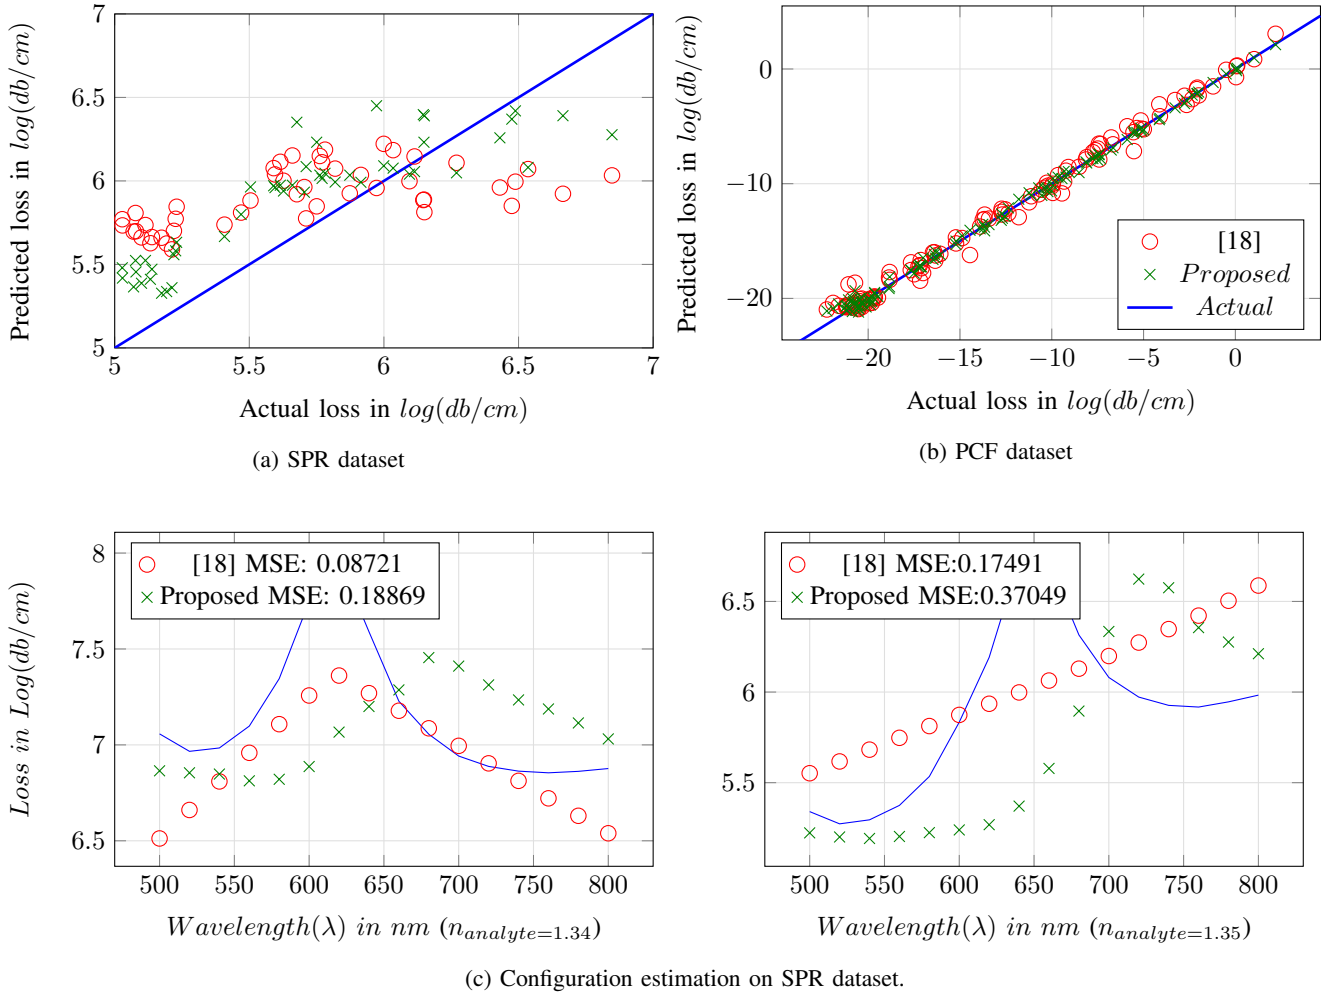 7
6.5
6
5.5
5
5
5.5
6
6.5
7
Predicted loss in log(db/cm)
Actual loss in log(db/cm)
(a) SPR dataset
0
−10
−20
−20
−15
−10
−5
0
Predicted loss in log(db/cm)
[18]
Proposed
Actual
Actual loss in log(db/cm)
(b) PCF dataset
8
7.5
7
6.5
500 550 600 650 700 750 800
Loss in Log(db/cm)
[18] MSE: 0.08721
Proposed MSE: 0.18869
Wavelength(λ) in nm (n_{analyte=1.34})
6.5
6
5.5
500 550 600 650 700 750 800
[18] MSE:0.17491
Proposed MSE:0.37049
Wavelength(λ) in nm (n_{analyte=1.35})
(c) Configuration estimation on SPR dataset.